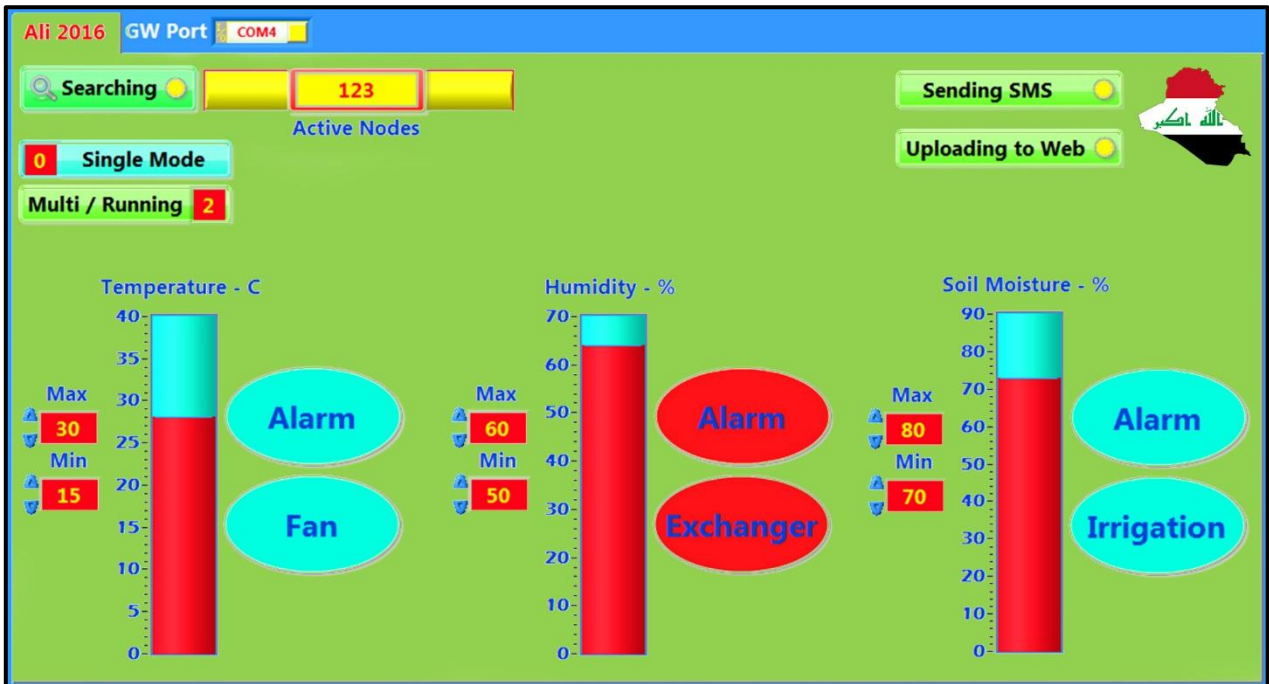 Ali 2016 GW Port COM4
Searching 123
Active Nodes
Sending SMS
Uploading to Web
الله اكبر
0 Single Mode
Multi / Running 2
Temperature - C
40
35
30
25
20
15
10
5
0
Max
30
Min
15
Alarm
Fan
Humidity - %
70
60
50
40
30
20
10
0
Max
60
Min
50
Alarm
Exchanger
Soil Moisture - %
90
80
70
60
50
40
30
20
10
0
Max
80
Min
70
Alarm
Irrigation